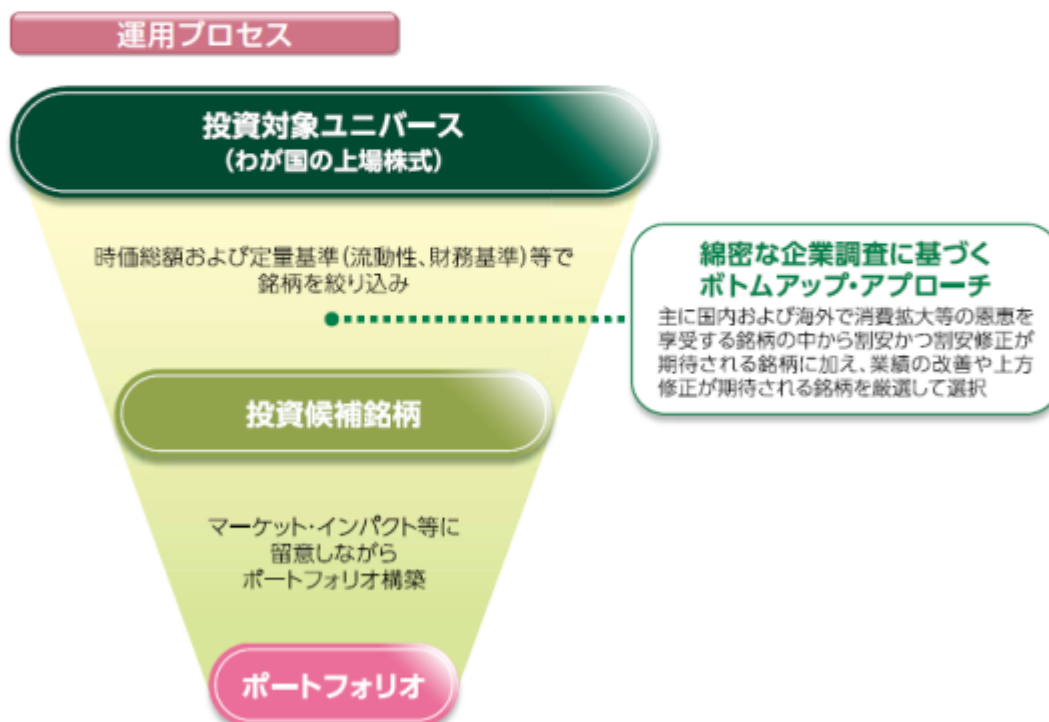 運用プロセス
投資対象ユニバース
(わが国の上場株式)
時価総額および定量基準(流動性、財務基準)等で
銘柄を絞り込み
綿密な企業調査に基づく
ボトムアップ・アプローチ
主に国内および海外で消費拡大等の恩恵を
享受する銘柄の中から割安かつ割安修正が
期待される銘柄に加え、業績の改善や上方
修正が期待される銘柄を厳選して選択
投資候補銘柄
マーケット・インパクト等に
留意しながら
ポートフォリオ構築
ポートフォリオ